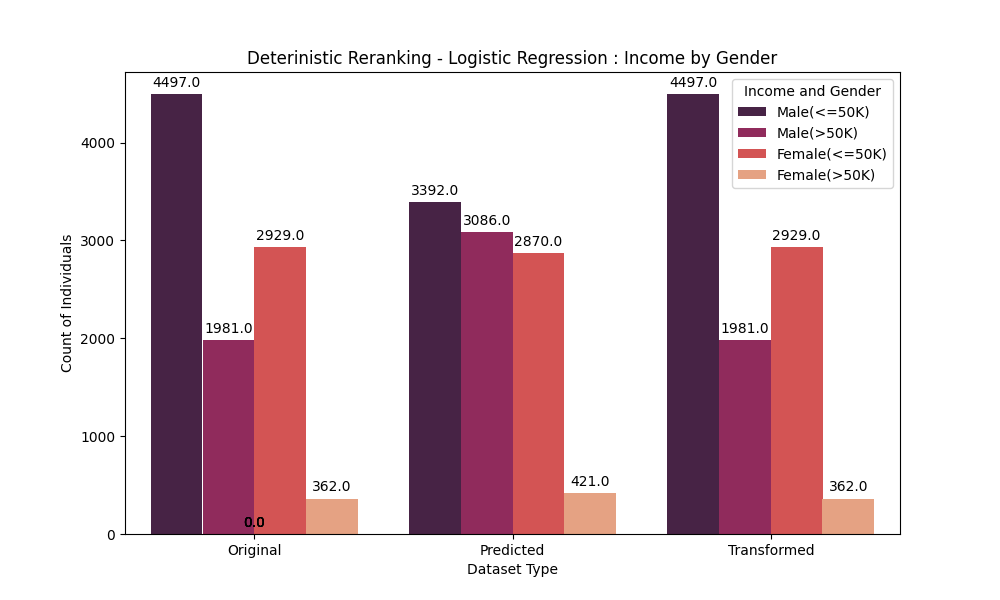 Deterinistic Reranking - Logistic Regression : Income by Gender
Income and Gender
Male(<=50K)
Male(>50K)
Female(<=50K)
Female(>50K)
4497.0
1981.0
2929.0
362.0
0.0
3392.0
3086.0
2870.0
421.0
4497.0
1981.0
2929.0
362.0
Count of Individuals
4000
3000
2000
1000
0
Original Predicted Transformed
Dataset Type